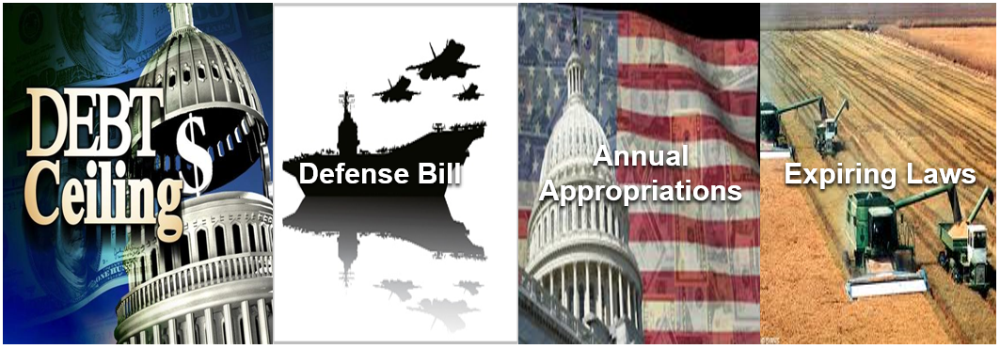 DEBT
Ceiling
$
Defense Bill
Annual
Appropriations
Expiring Laws